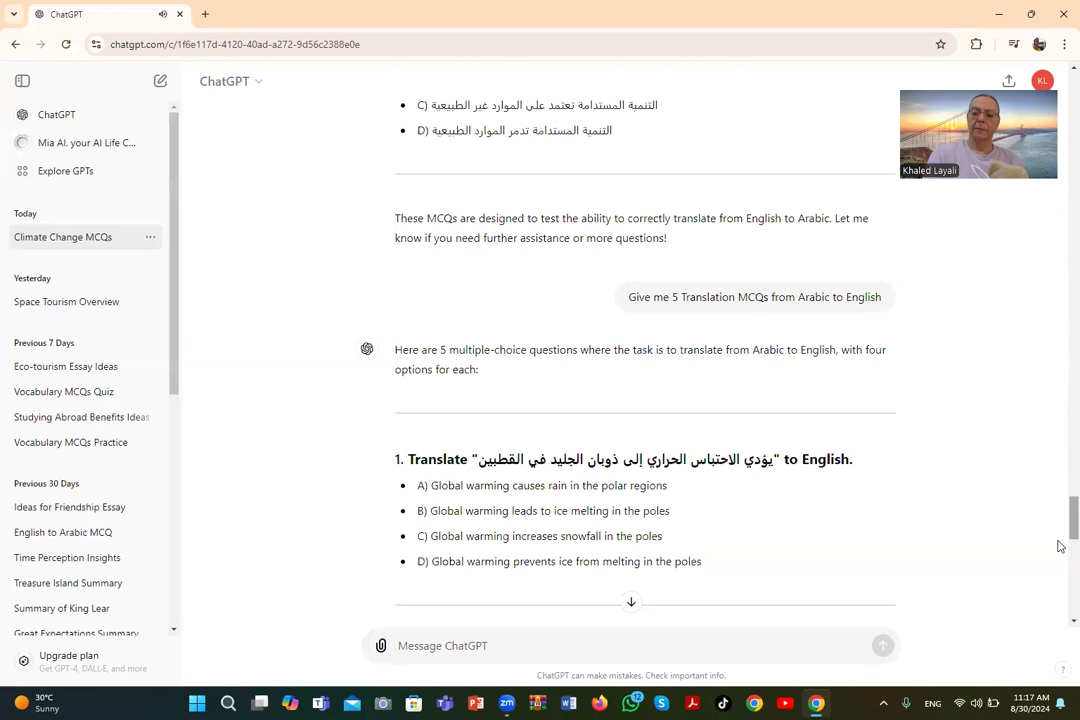 ChatGPT
chatgpt.com/c/1f6e117d-4120-40ad-a272-9d56c2388e0e
ChatGPT
KL
ChatGPT
Mia AI, your AI Life C...
Explore GPTs
Today
Climate Change MCQs
Yesterday
Space Tourism Overview
Previous 7 Days
Eco-tourism Essay Ideas
Vocabulary MCQs Quiz
Studying Abroad Benefits Ideas
Vocabulary MCQs Practice
Previous 30 Days
Ideas for Friendship Essay
English to Arabic MCQ
Time Perception Insights
Treasure Island Summary
Summary of King Lear
Great Expectations Summary
Upgrade plan
Get GPT-4, DALL·E, and more
C) التنمية المستدامة تعتمد على الموارد غير الطبيعية
D) التنمية المستدامة تدمر الموارد الطبيعية
Khaled Layali
These MCQs are designed to test the ability to correctly translate from English to Arabic. Let me
know if you need further assistance or more questions!
Give me 5 Translation MCQs from Arabic to English
Here are 5 multiple-choice questions where the task is to translate from Arabic to English, with four
options for each:
1. Translate "يؤدي الاحتباس الحراري إلى ذوبان الجليد في القطبين" to English.
A) Global warming causes rain in the polar regions
B) Global warming leads to ice melting in the poles
C) Global warming increases snowfall in the poles
D) Global warming prevents ice from melting in the poles
Message ChatGPT
ChatGPT can make mistakes. Check important info.
?
30°C
Sunny
12
ENG
11:17 AM
8/30/2024